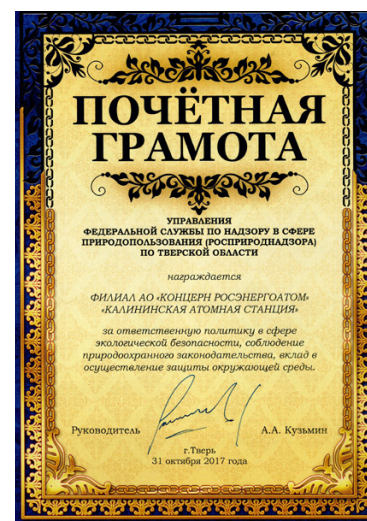 ПОЧЁТНАЯ
ГРАМОТА
УПРАВЛЕНИЯ
ФЕДЕРАЛЬНОЙ СЛУЖБЫ ПО НАДЗОРУ В СФЕРЕ
ПРИРОДОПОЛЬЗОВАНИЯ (РОСПРИРОДНАДЗОРА)
ПО ТВЕРСКОЙ ОБЛАСТИ
награждается
ФИЛИАЛ АО «КОНЦЕРН РОСЭНЕРГОАТОМ»
«КАЛИНИНСКАЯ АТОМНАЯ СТАНЦИЯ»
за ответственную политику в сфере
экологической безопасности, соблюдение
природоохранного законодательства, вклад в
осуществление защиты окружающей среды.
Руководитель А.А. Кузьмин
г.Тверь
31 октября 2017 года